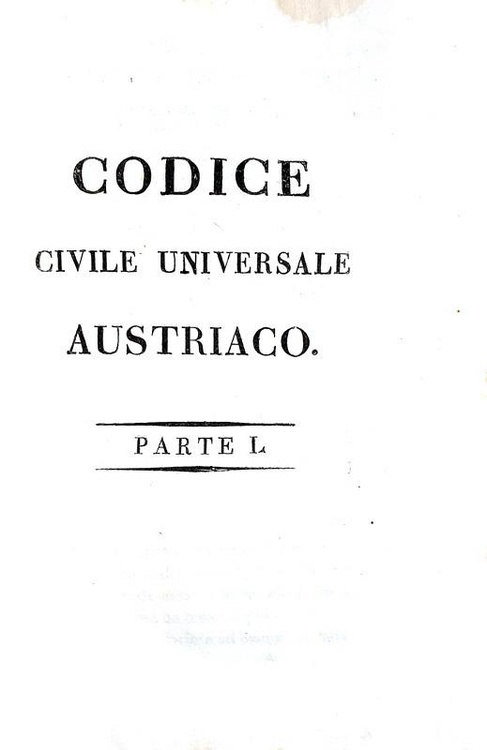 CODICE
CIVILE UNIVERSALE
AUSTRIACO.
PARTE I.